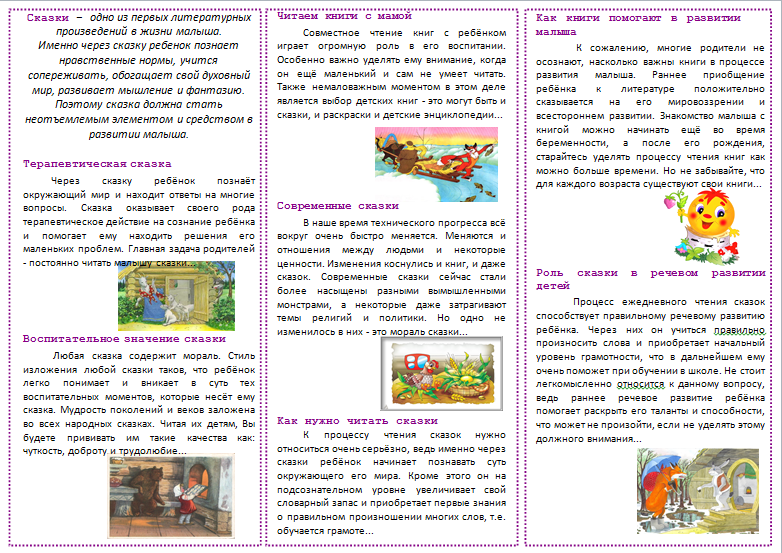 Сказки – одно из первых литературных
произведений в жизни малыша.
Именно через сказку ребенок познает
нравственные нормы, учится
сопереживать, обогащает свой духовный
мир, развивает мышление и фантазию.
Поэтому сказка должна стать
неотъемлемым элементом и средством в
развитии малыша.
Терапевтическая сказка
Через сказку ребёнок познаёт
окружающий мир и находит ответы на многие
вопросы. Сказка оказывает своего рода
терапевтическое действие на сознание ребёнка
и помогает ему находить решения его
маленьких проблем. Главная задача родителей
- постоянно читать малышу сказки...
Воспитательное значение сказки
Любая сказка содержит мораль. Стиль
изложения любой сказки таков, что ребёнок
легко понимает и вникает в суть тех
воспитательных моментов, которые несёт ему
сказка. Мудрость поколений и веков заложена
во всех народных сказках. Читая их детям, Вы
будете прививать им такие качества как:
чуткость, доброту и трудолюбие...
Читаем книги с мамой
Совместное чтение книг с ребёнком
играет огромную роль в его воспитании.
Особенно важно уделять ему внимание, когда
он ещё маленький и сам не умеет читать.
Также немаловажным моментом в этом деле
является выбор детских книг - это могут быть и
сказки, и раскраски и детские энциклопедии...
Современные сказки
В наше время технического прогресса всё
вокруг очень быстро меняется. Меняются и
отношения между людьми и некоторые
ценности. Изменения коснулись и книг, и даже
сказок. Современные сказки сейчас стали
более насыщены разными вымышленными
монстрами, а некоторые даже затрагивают
темы религий и политики. Но одно не
изменилось в них - это мораль сказки...
Как нужно читать сказки
К процессу чтения сказок нужно
относиться очень серьёзно, ведь именно через
сказки ребёнок начинает познавать суть
окружающего его мира. Кроме этого он на
подсознательном уровне увеличивает свой
словарный запас и приобретает первые знания
о правильном произношении многих слов, т.е.
обучается грамоте...
Как книги помогают в развитии
малыша
К сожалению, многие родители не
осознают, насколько важны книги в процессе
развития малыша. Раннее приобщение
ребёнка к литературе положительно
сказывается на его мировоззрении и
всестороннем развитии. Знакомство малыша с
книгой можно начинать ещё во время
беременности, а после его рождения,
старайтесь уделять процессу чтения книг как
можно больше времени. Но не забывайте, что
для каждого возраста существуют свои книги...
Роль сказки в речевом развитии
детей
Процесс ежедневного чтения сказок
способствует правильному речевому развитию
ребёнка. Через них он учиться правильно
произносить слова и приобретает начальный
уровень грамотности, что в дальнейшем ему
очень поможет при обучении в школе. Не стоит
легкомысленно относится к данному вопросу,
ведь раннее речевое развитие ребёнка
помогает раскрыть его таланты и способности,
что может не произойти, если не уделять этому
должного внимания...